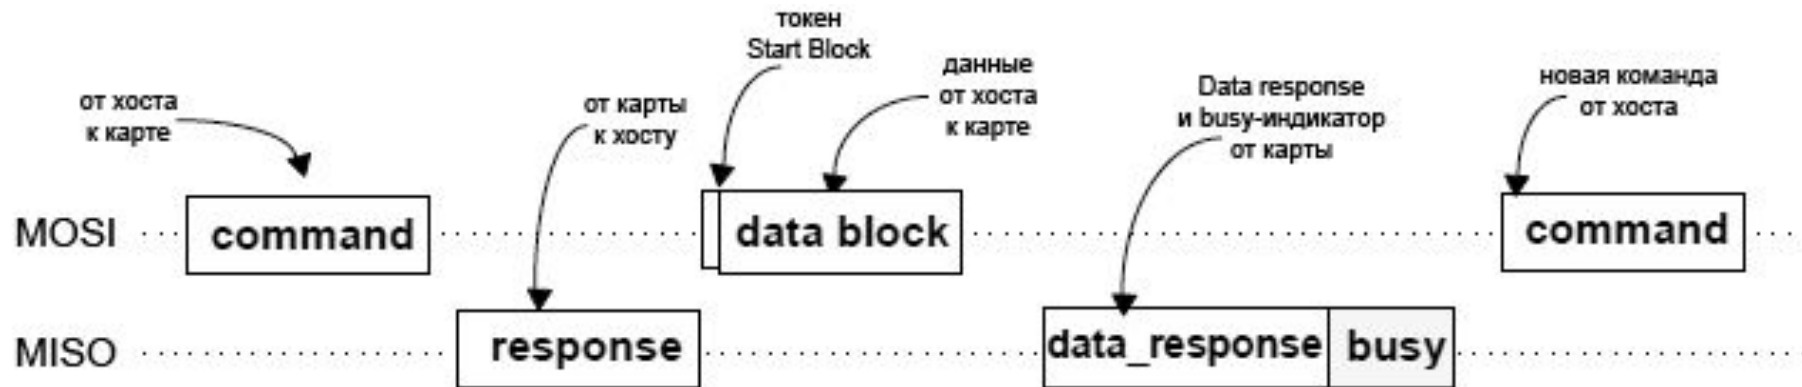 токен
Start Block
от хоста
к карте
от карты
к хосту
данные
от хоста
к карте
Data response
и busy-индикатор
от карты
новая команда
от хоста
MOSI
command
data block
command
MISO
response
data_response
busy